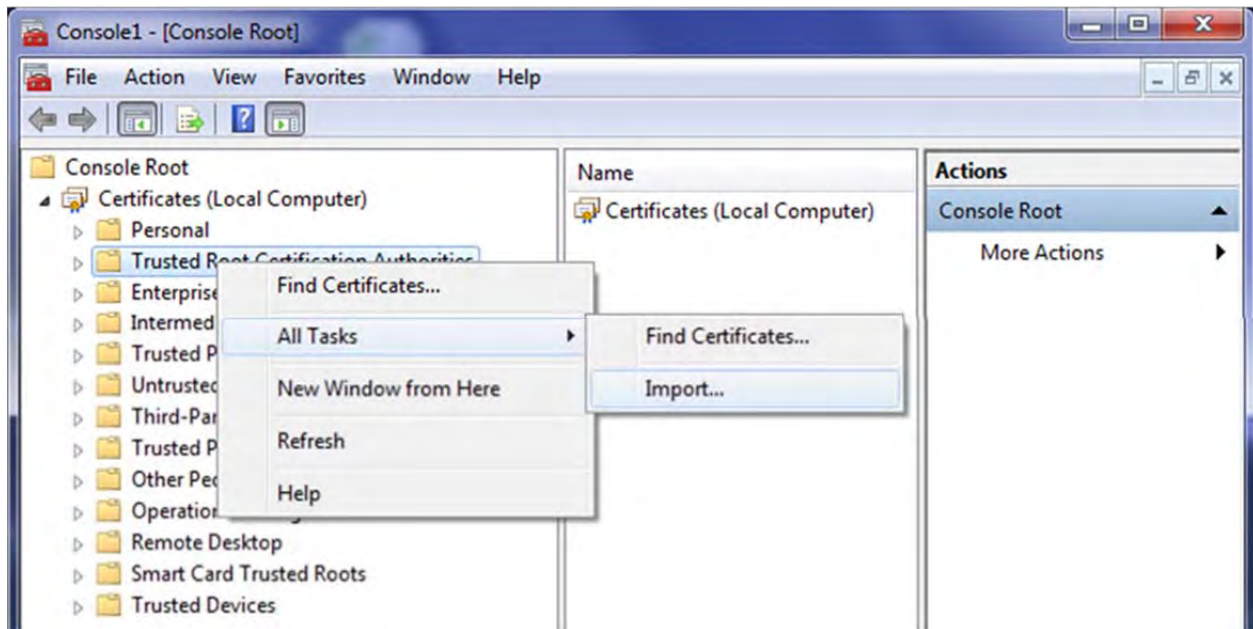 Console1 - [Console Root]
File Action View Favorites Window Help
Console Root
Certificates (Local Computer)
Personal
Trusted Root Certification Authorities
Enterprise
Intermed
Trusted P
Untrusted
Third-Par
Trusted P
Other Peo
Operation
Remote Desktop
Smart Card Trusted Roots
Trusted Devices
Find Certificates...
All Tasks
New Window from Here
Refresh
Help
Find Certificates...
Import...
Name
Certificates (Local Computer)
Actions
Console Root
More Actions